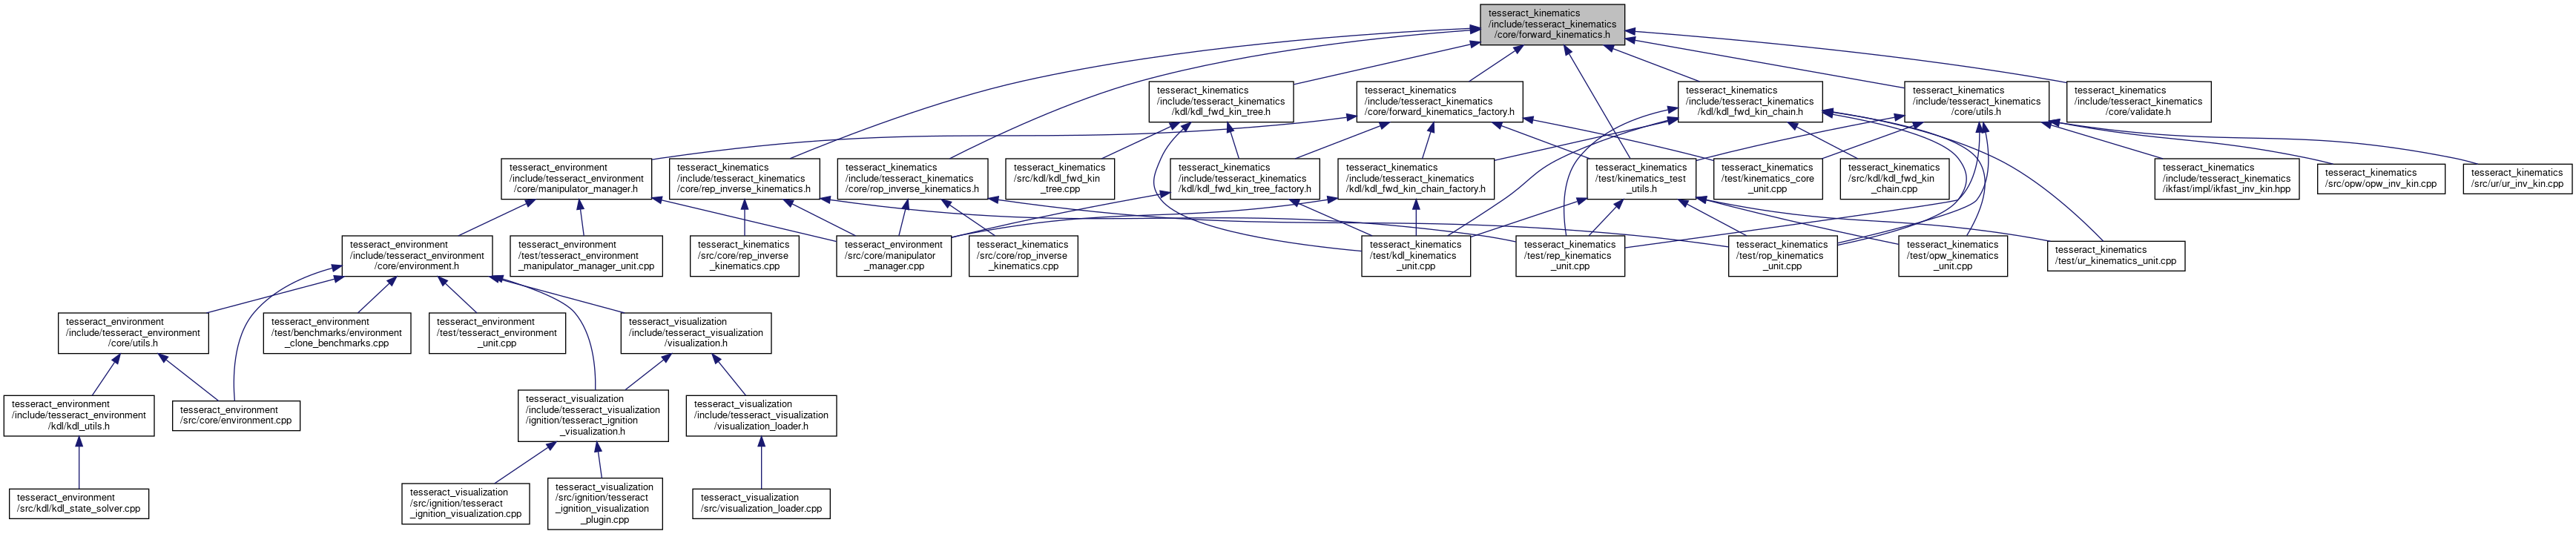 tesseract_kinematics
/include/tesseract_kinematics
/core/forward_kinematics.h
tesseract_kinematics
/include/tesseract_kinematics
/kdl/kdl_fwd_kin_tree.h
tesseract_kinematics
/include/tesseract_kinematics
/core/forward_kinematics_factory.h
tesseract_kinematics
/include/tesseract_kinematics
/kdl/kdl_fwd_kin_chain.h
tesseract_kinematics
/include/tesseract_kinematics
/core/utils.h
tesseract_kinematics
/include/tesseract_kinematics
/core/validate.h
tesseract_environment
/include/tesseract_environment
/core/manipulator_manager.h
tesseract_kinematics
/include/tesseract_kinematics
/core/rep_inverse_kinematics.h
tesseract_kinematics
/include/tesseract_kinematics
/core/rop_inverse_kinematics.h
tesseract_kinematics
/src/kdl/kdl_fwd_kin
_tree.cpp
tesseract_kinematics
/include/tesseract_kinematics
/kdl/kdl_fwd_kin_tree_factory.h
tesseract_kinematics
/include/tesseract_kinematics
/kdl/kdl_fwd_kin_chain_factory.h
tesseract_kinematics
/test/kinematics_test
_utils.h
tesseract_kinematics
/test/kinematics_core
_unit.cpp
tesseract_kinematics
/src/kdl/kdl_fwd_kin
_chain.cpp
tesseract_kinematics
/include/tesseract_kinematics
/ikfast/impl/ikfast_inv_kin.hpp
tesseract_kinematics
/src/opw/opw_inv_kin.cpp
tesseract_kinematics
/src/ur/ur_inv_kin.cpp
tesseract_environment
/include/tesseract_environment
/core/environment.h
tesseract_environment
/test/tesseract_environment
_manipulator_manager_unit.cpp
tesseract_kinematics
/src/core/rep_inverse
_kinematics.cpp
tesseract_environment
/src/core/manipulator
_manager.cpp
tesseract_kinematics
/src/core/rop_inverse
_kinematics.cpp
tesseract_kinematics
/test/kdl_kinematics
_unit.cpp
tesseract_kinematics
/test/rep_kinematics
_unit.cpp
tesseract_kinematics
/test/rop_kinematics
_unit.cpp
tesseract_kinematics
/test/opw_kinematics
_unit.cpp
tesseract_kinematics
/test/ur_kinematics_unit.cpp
tesseract_environment
/include/tesseract_environment
/core/utils.h
tesseract_environment
/test/benchmarks/environment
_clone_benchmarks.cpp
tesseract_environment
/test/tesseract_environment
_unit.cpp
tesseract_visualization
/include/tesseract_visualization
/visualization.h
tesseract_environment
/include/tesseract_environment
/kdl/kdl_utils.h
tesseract_environment
/src/core/environment.cpp
tesseract_visualization
/include/tesseract_visualization
/ignition/tesseract_ignition
_visualization.h
tesseract_visualization
/include/tesseract_visualization
/visualization_loader.h
tesseract_environment
/src/kdl/kdl_state_solver.cpp
tesseract_visualization
/src/ignition/tesseract
_ignition_visualization.cpp
tesseract_visualization
/src/ignition/tesseract
_ignition_visualization
_plugin.cpp
tesseract_visualization
/src/visualization_loader.cpp